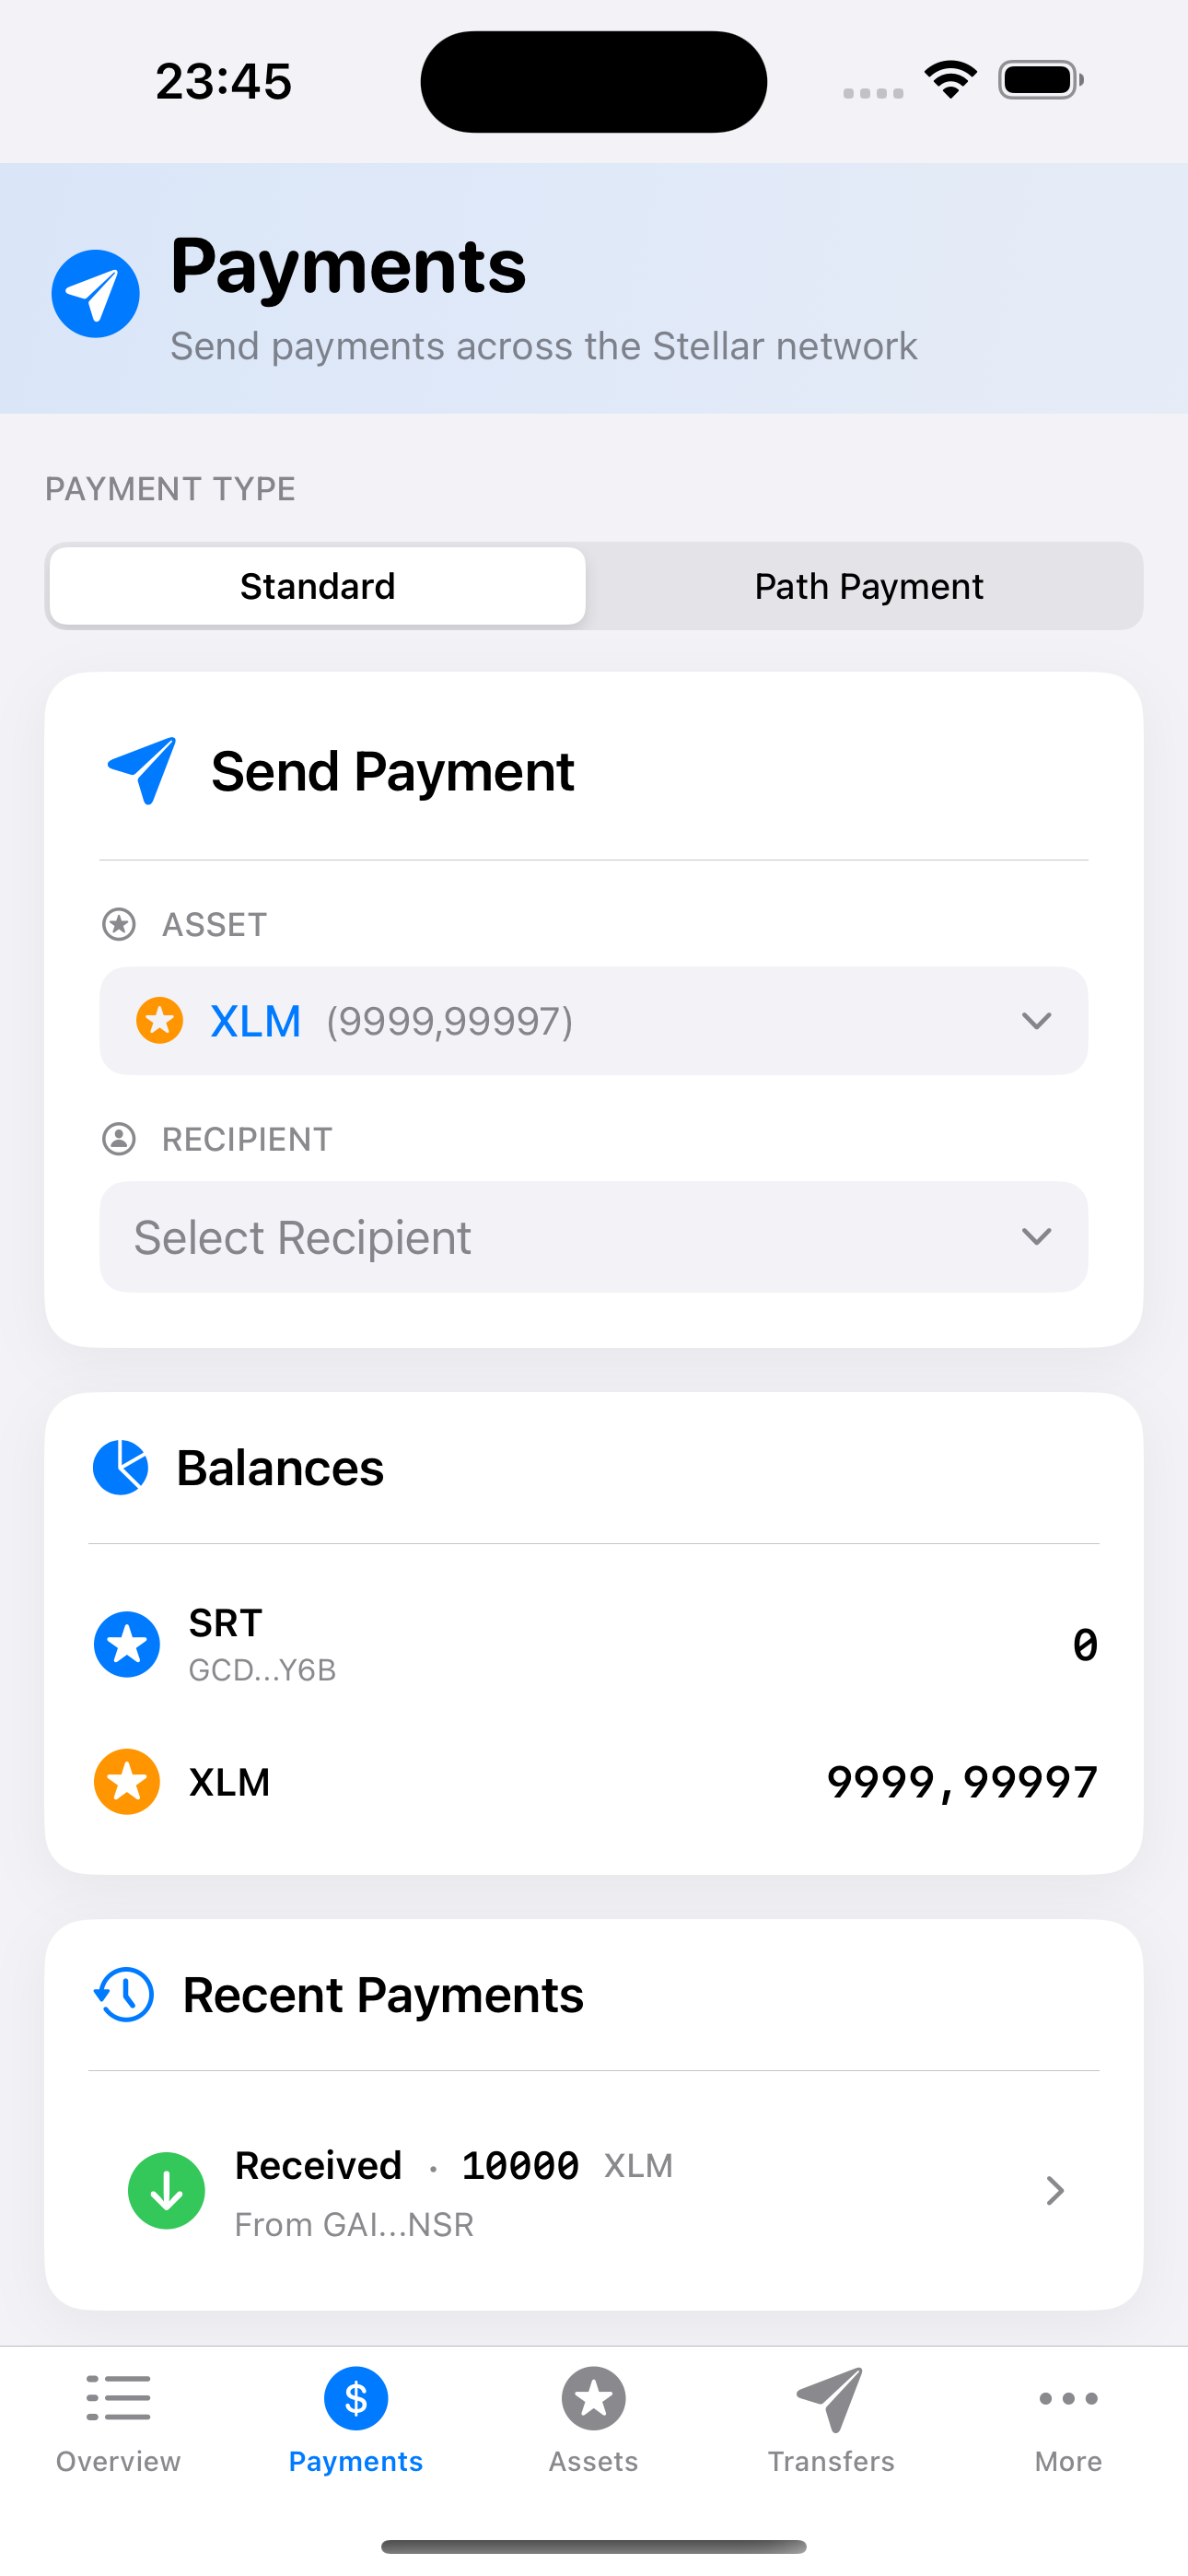 23:45
Payments
Send payments across the Stellar network
PAYMENT TYPE
Standard
Path Payment
Send Payment
ASSET
XLM (9999,99997)
RECIPIENT
Select Recipient
Balances
SRT
GCD...Y6B
0
XLM
9999,99997
Recent Payments
Received · 10000 XLM
From GAI...NSR
Overview
Payments
Assets
Transfers
More